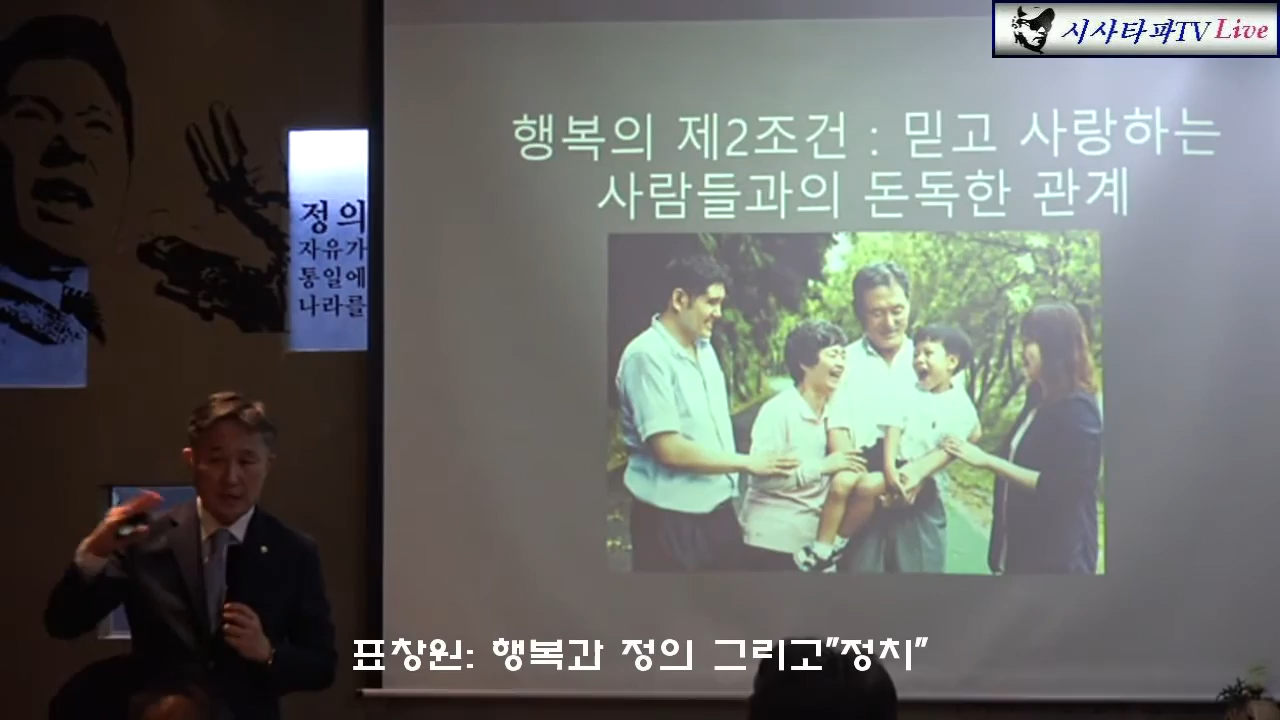 시사타파TV Live
행복의 제2조건 : 믿고 사랑하는
사람들과의 돈독한 관계
정의
자유가
통일에
나라를
표창원: 행복과 정의 그리고"정치"